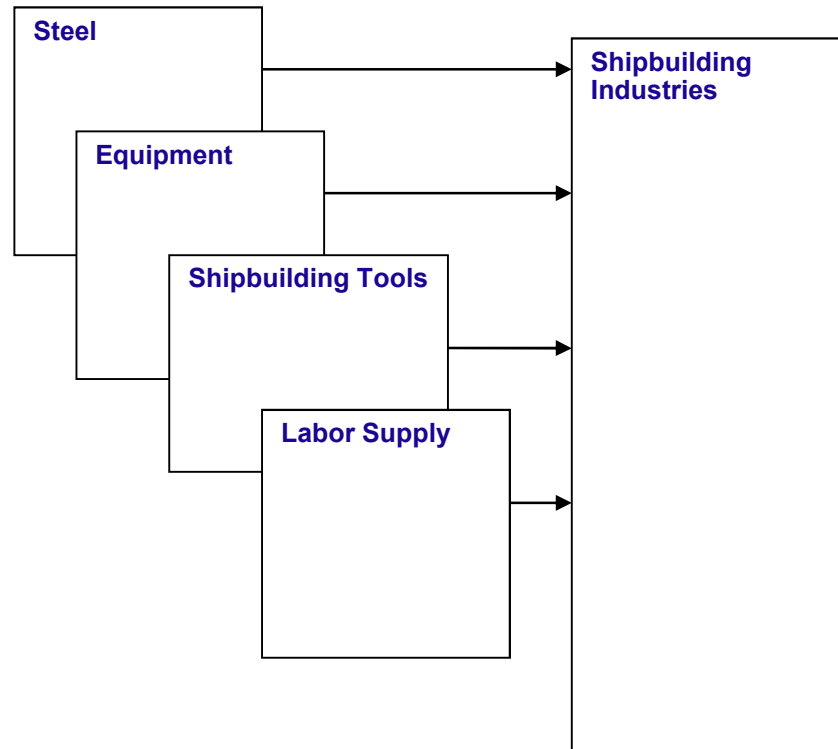 Steel
Shipbuilding
Industries
Equipment
Shipbuilding Tools
Labor Supply